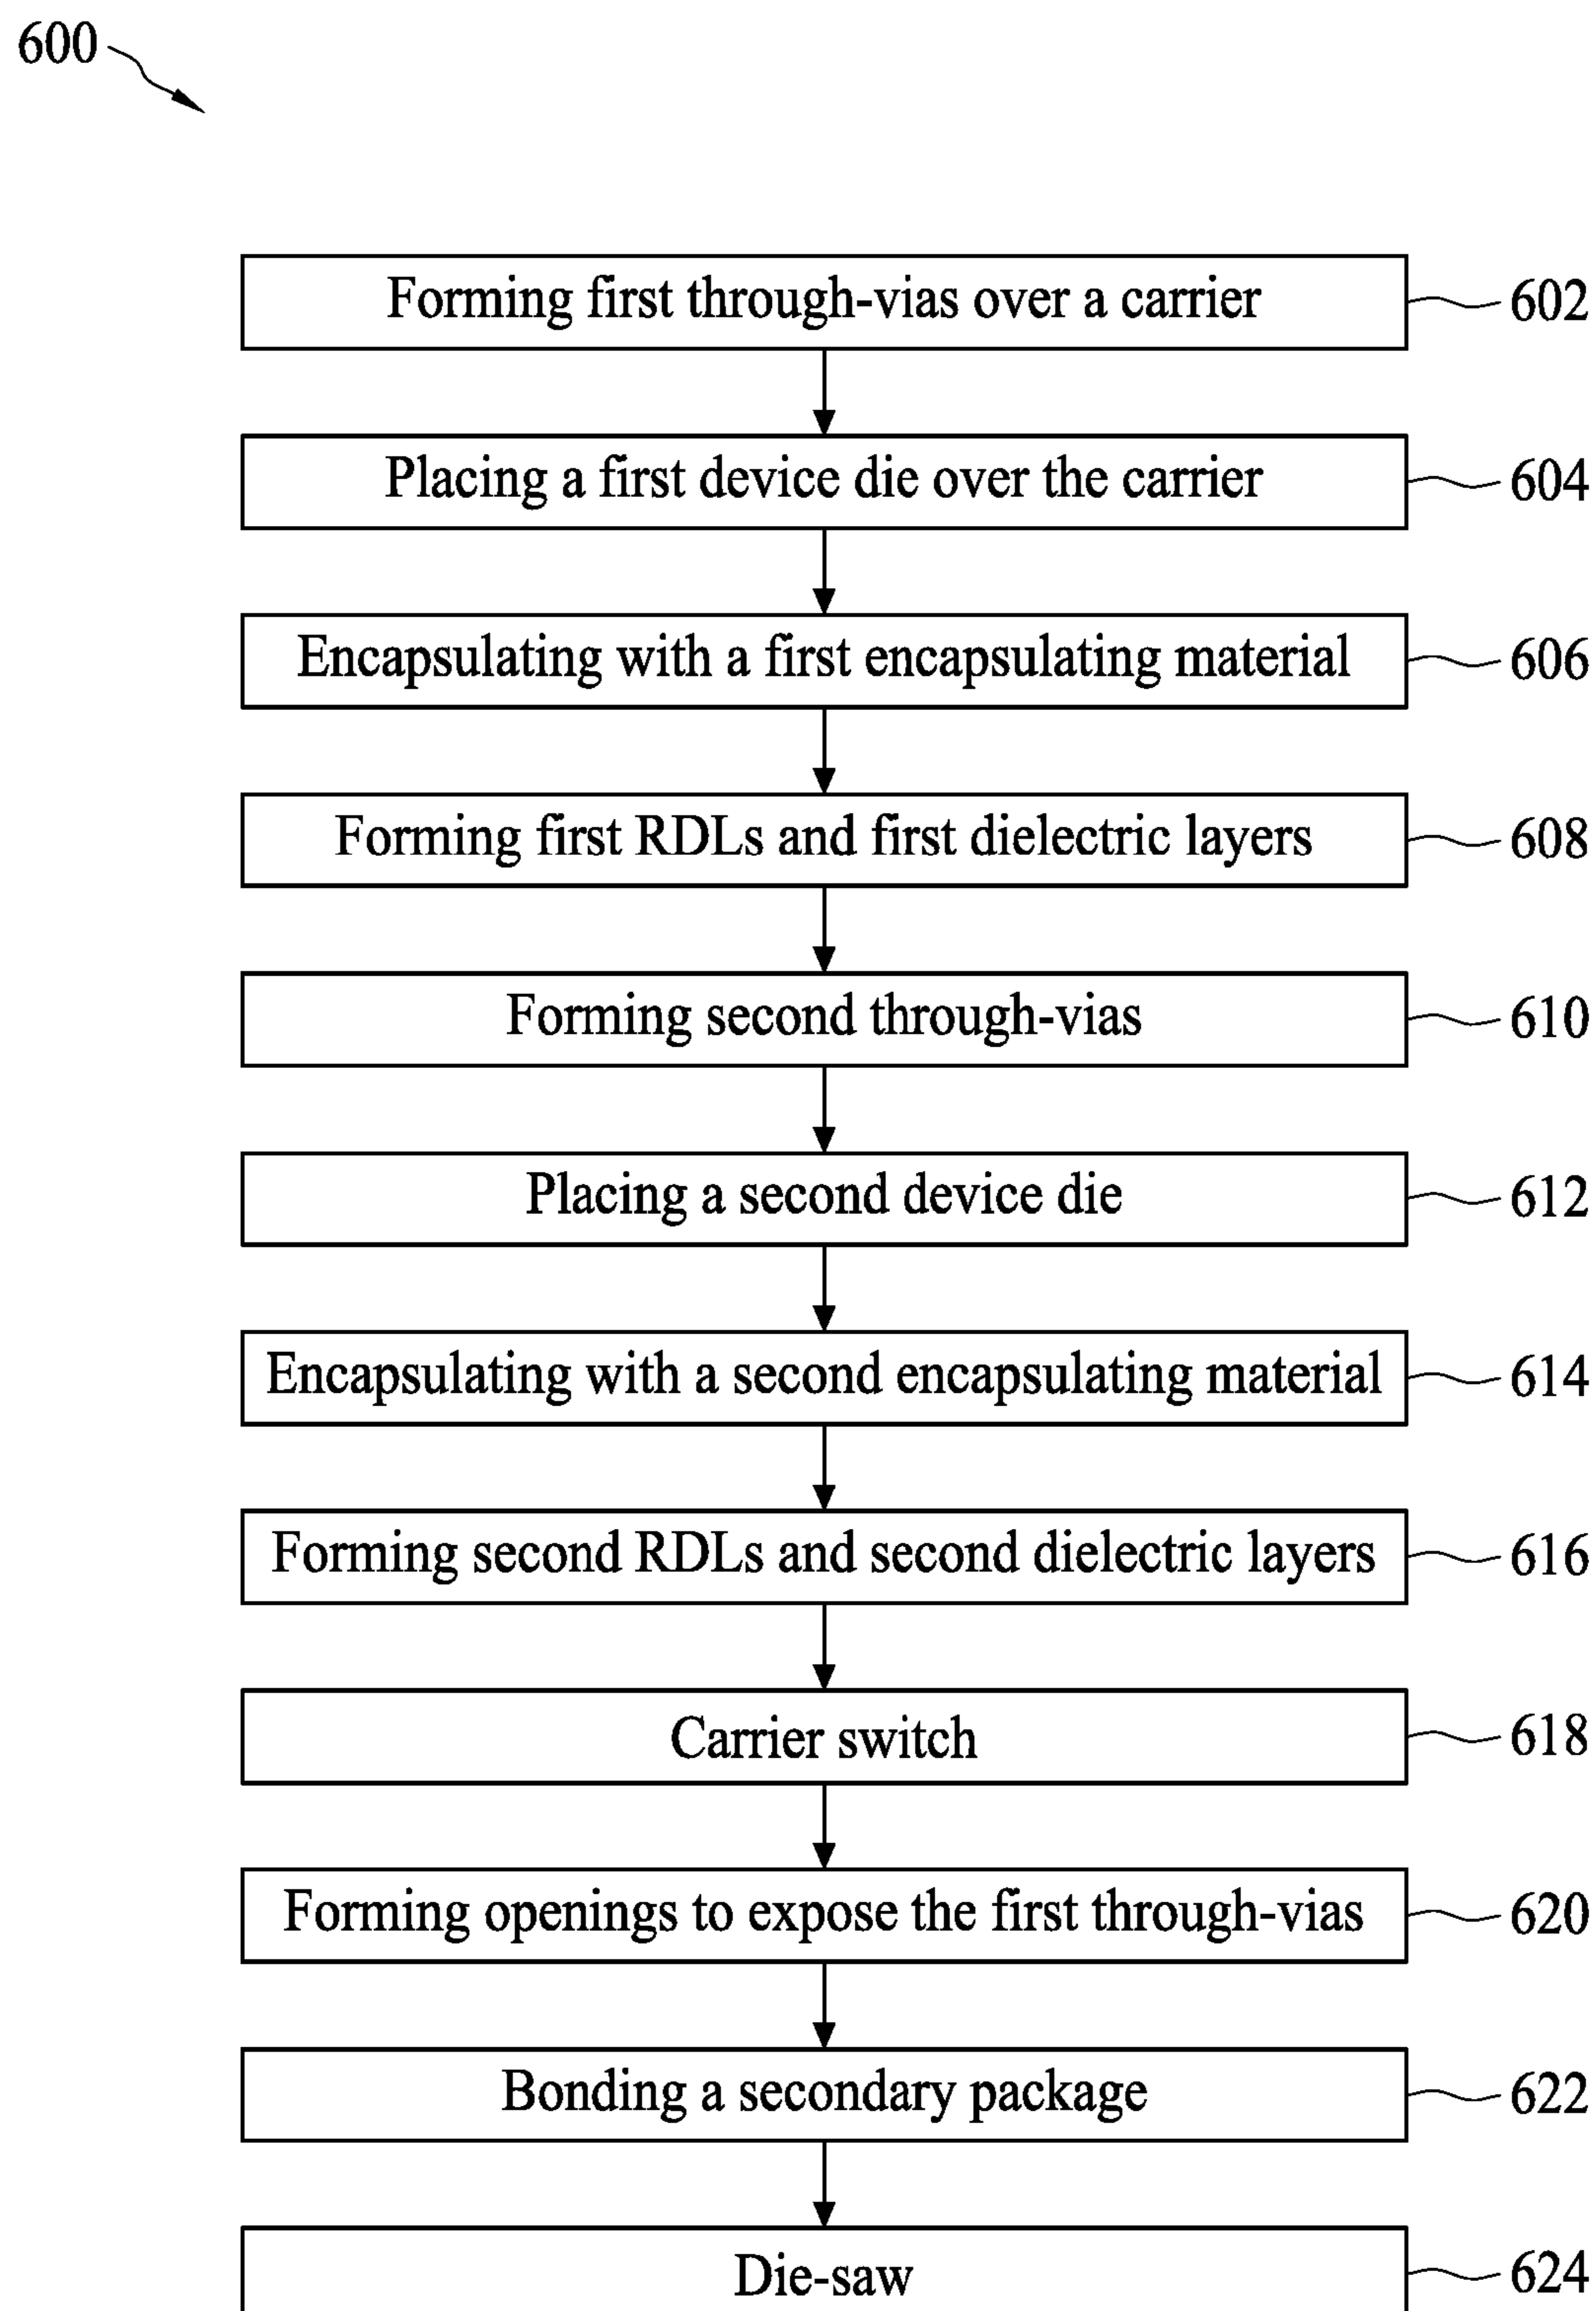 600
Forming first through-vias over a carrier 602
Placing a first device die over the carrier 604
Encapsulating with a first encapsulating material 606
Forming first RDLs and first dielectric layers 608
Forming second through-vias 610
Placing a second device die 612
Encapsulating with a second encapsulating material 614
Forming second RDLs and second dielectric layers 616
Carrier switch 618
Forming openings to expose the first through-vias 620
Bonding a secondary package 622
Die-saw 624